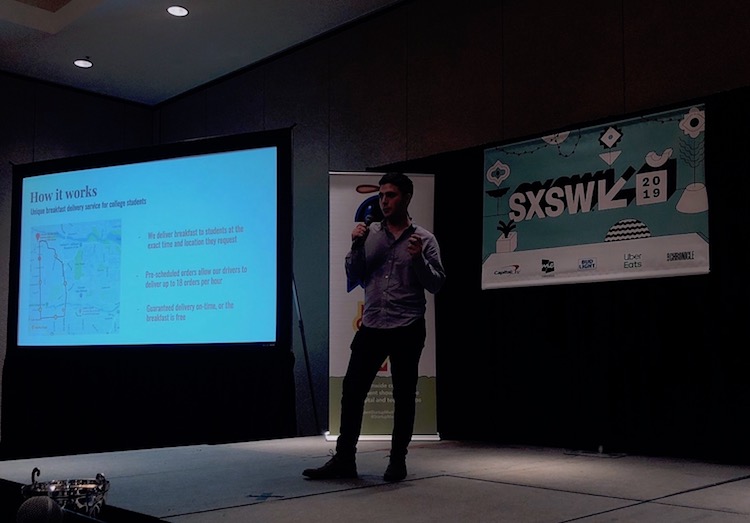 How it works
Unique breakfast delivery service for college students
We deliver breakfast to students at the
exact time and location they request
Pre-scheduled orders allow our drivers to
deliver up to 18 orders per hour
Guaranteed delivery on-time, or the
breakfast is free
SXSW
2019
Capital One
BUD LIGHT
Uber
Eats
CHRONICLE